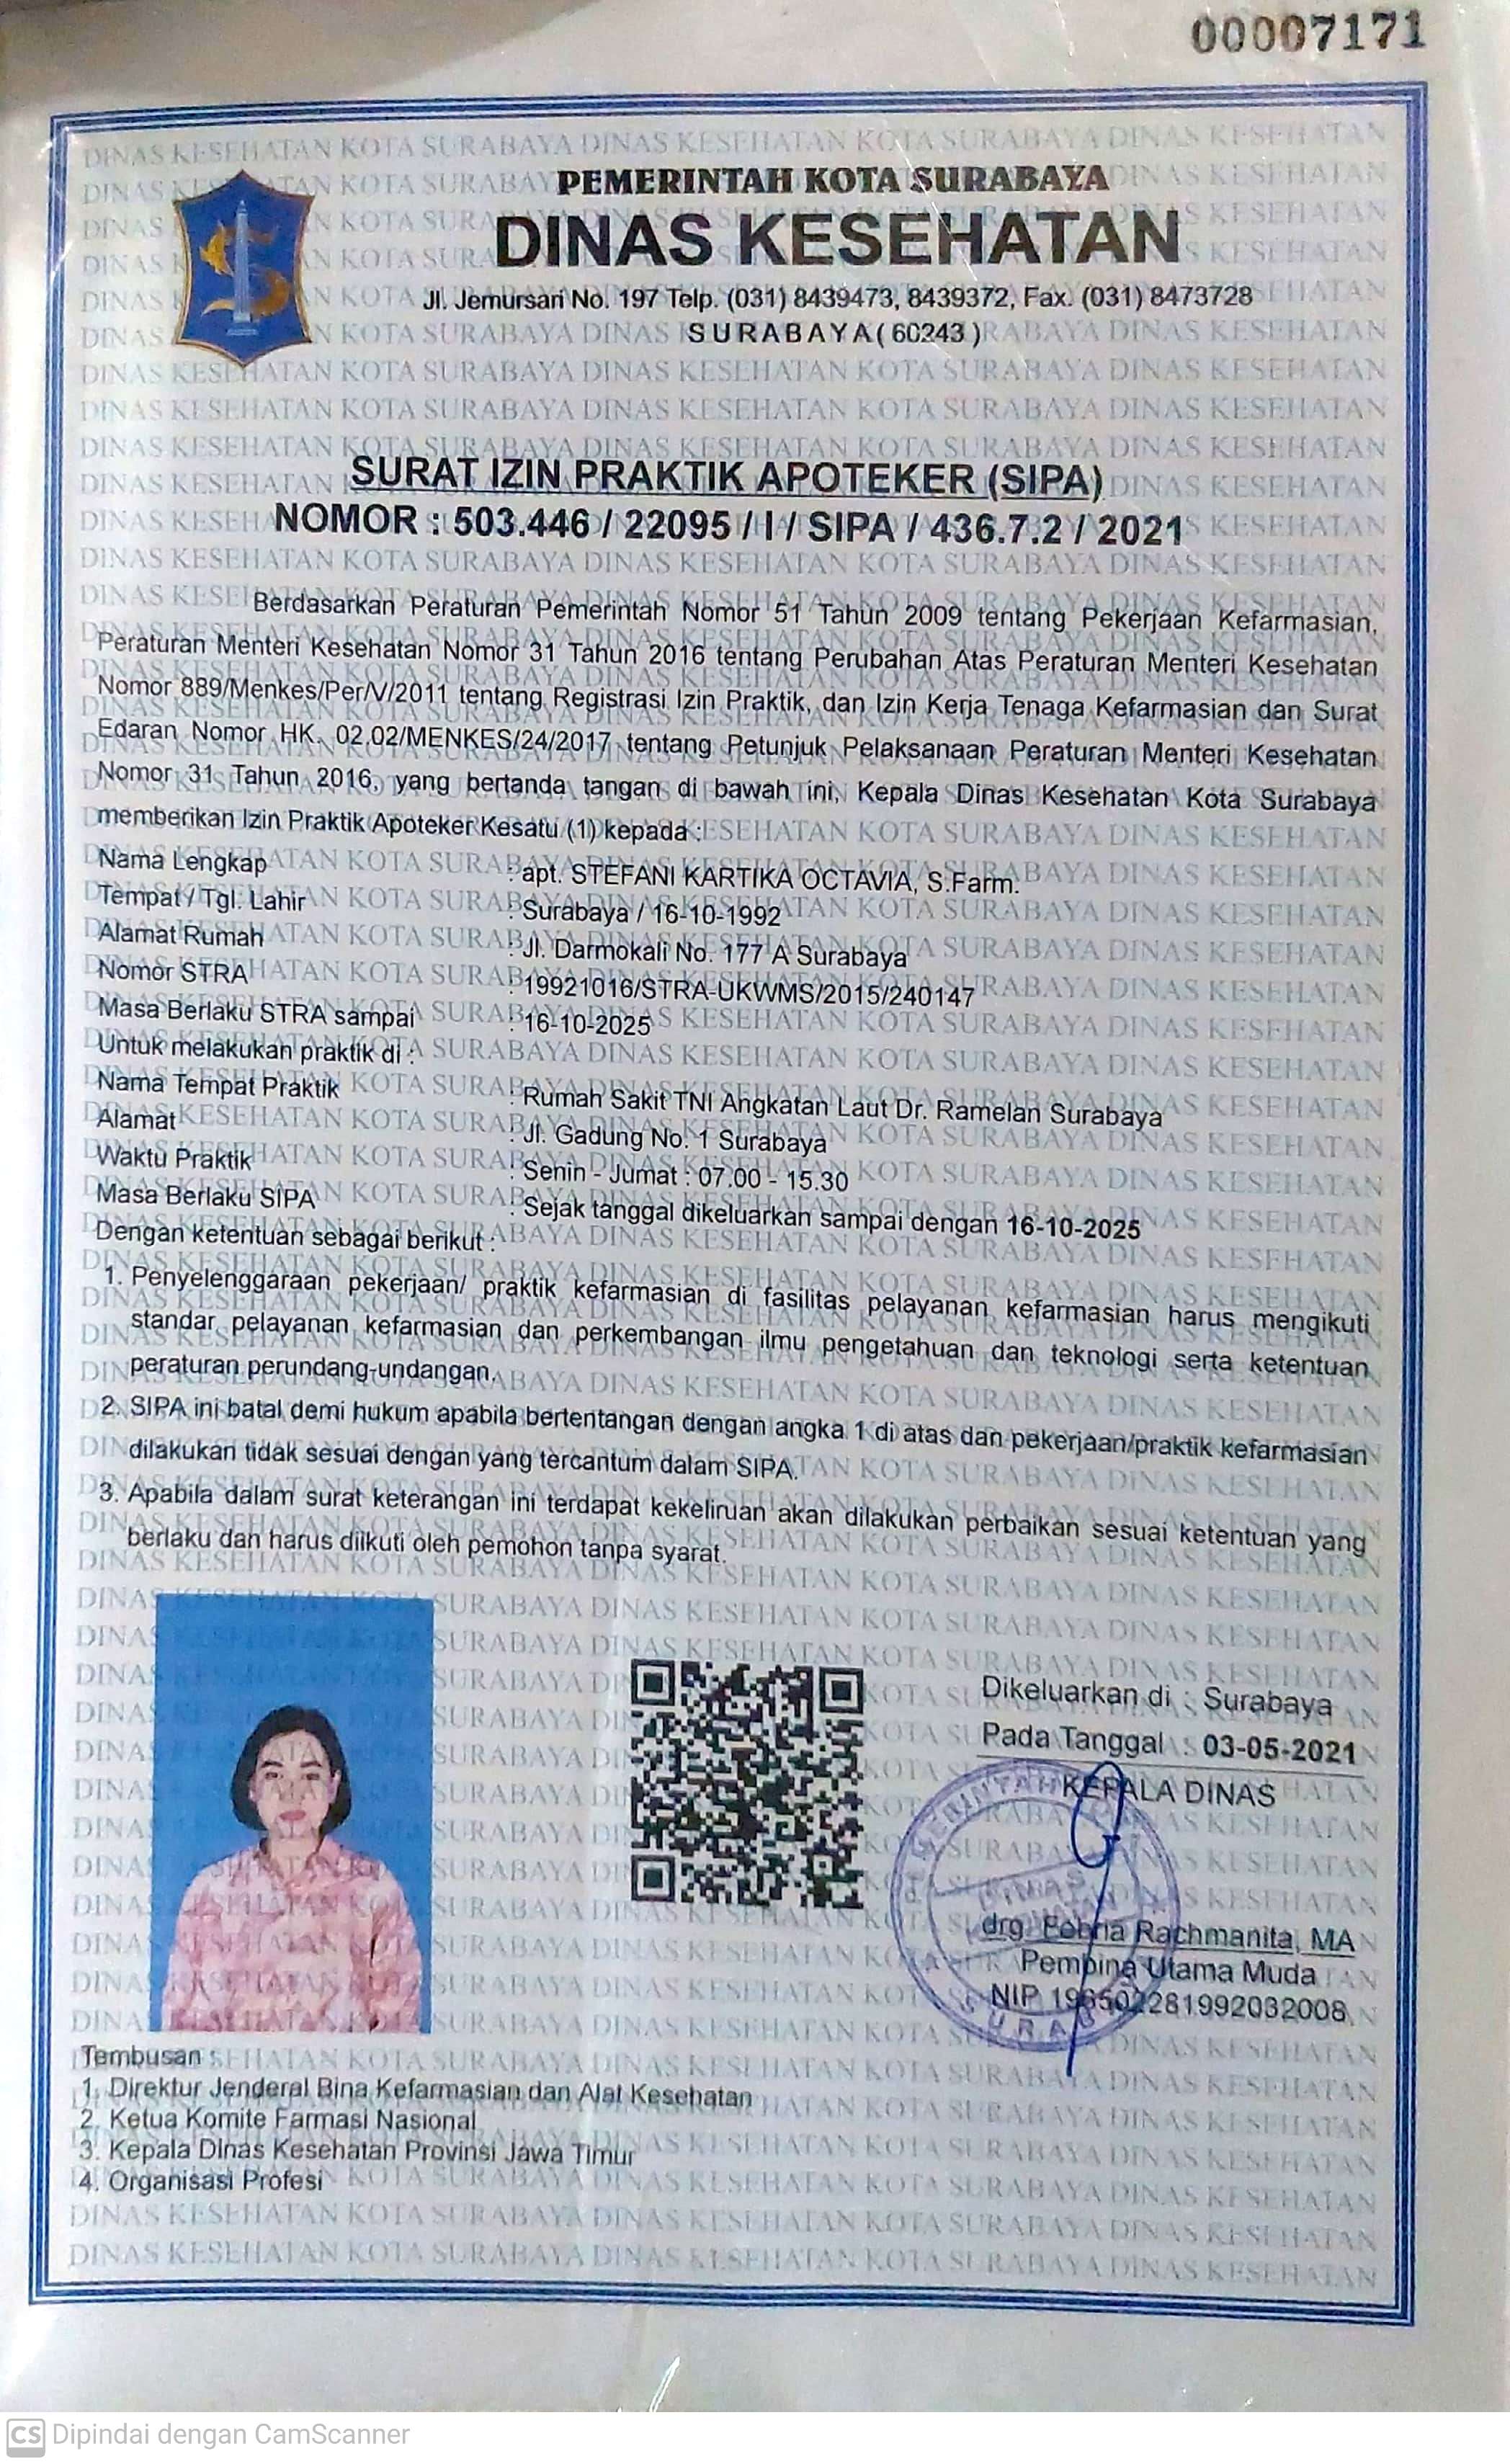 00007171
PEMERINTAH KOTA SURABAYA
DINAS KESEHATAN
Jl. Jemursari No. 197 Telp. (031) 8439473, 8439372, Fax. (031) 8473728
SURABAYA ( 60243 )
SURAT IZIN PRAKTIK APOTEKER (SIPA)
NOMOR : 503.446 / 22095 / I / SIPA / 436.7.2 / 2021
Berdasarkan Peraturan Pemerintah Nomor 51 Tahun 2009 tentang Pekerjaan Kefarmasian,
Peraturan Menteri Kesehatan Nomor 31 Tahun 2016 tentang Perubahan Atas Peraturan Menteri Kesehatan
Nomor 889/Menkes/Per/V/2011 tentang Registrasi Izin Praktik, dan Izin Kerja Tenaga Kefarmasian dan Surat
Edaran Nomor HK. 02.02/MENKES/24/2017 tentang Petunjuk Pelaksanaan Peraturan Menteri Kesehatan
Nomor 31 Tahun 2016, yang bertanda tangan di bawah ini, Kepala Dinas Kesehatan Kota Surabaya
memberikan Izin Praktik Apoteker Kesatu (1) kepada :
Nama Lengkap : apt. STEFANI KARTIKA OCTAVIA, S.Farm.
Tempat / Tgl. Lahir : Surabaya / 16-10-1992
Alamat Rumah : Jl. Darmokali No. 177 A Surabaya
Nomor STRA : 19921016/STRA-UKWMS/2015/240147
Masa Berlaku STRA sampai : 16-10-2025
Untuk melakukan praktik di :
Nama Tempat Praktik : Rumah Sakit TNI Angkatan Laut Dr. Ramelan Surabaya
Alamat : Jl. Gadung No. 1 Surabaya
Waktu Praktik : Senin - Jumat : 07.00 - 15.30
Masa Berlaku SIPA : Sejak tanggal dikeluarkan sampai dengan 16-10-2025
Dengan ketentuan sebagai berikut :
1. Penyelenggaraan pekerjaan/ praktik kefarmasian di fasilitas pelayanan kefarmasian harus mengikuti
standar pelayanan kefarmasian dan perkembangan ilmu pengetahuan dan teknologi serta ketentuan
peraturan perundang-undangan.
2. SIPA ini batal demi hukum apabila bertentangan dengan angka 1 di atas dan pekerjaan/praktik kefarmasian
dilakukan tidak sesuai dengan yang tercantum dalam SIPA.
3. Apabila dalam surat keterangan ini terdapat kekeliruan akan dilakukan perbaikan sesuai ketentuan yang
berlaku dan harus diikuti oleh pemohon tanpa syarat.
Dikeluarkan di : Surabaya
Pada Tanggal : 03-05-2021
KEPALA DINAS
drg. Febria Rachmanita, MA
Pembina Utama Muda
NIP 196502281992032008
Tembusan :
1. Direktur Jenderal Bina Kefarmasian dan Alat Kesehatan
2. Ketua Komite Farmasi Nasional
3. Kepala Dinas Kesehatan Provinsi Jawa Timur
4. Organisasi Profesi
CS Dipindai dengan CamScanner